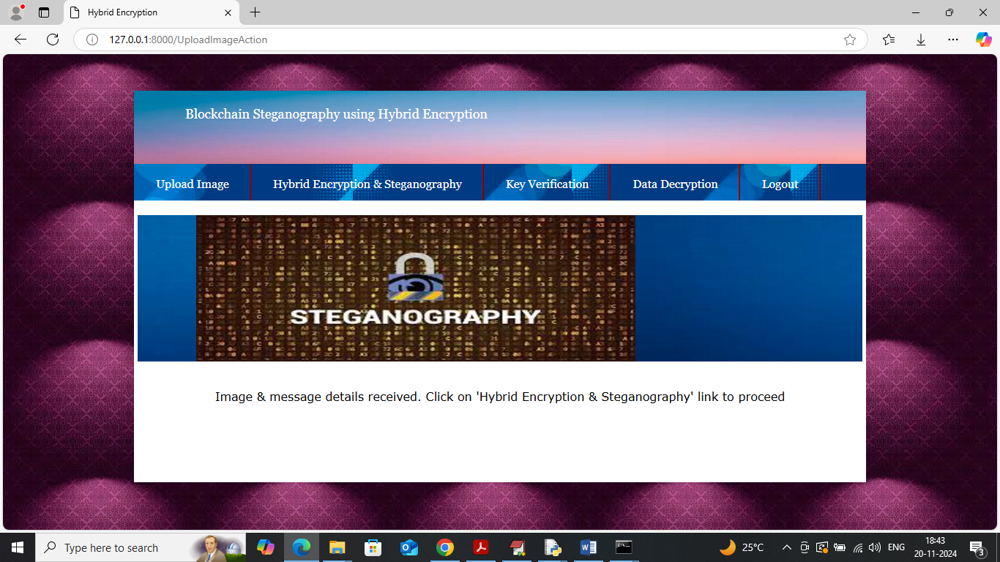 Hybrid Encryption
127.0.0.1:8000/UploadImageAction
Blockchain Steganography using Hybrid Encryption
Upload Image
Hybrid Encryption & Steganography
Key Verification
Data Decryption
Logout
STEGANOGRAPHY
Image & message details received. Click on 'Hybrid Encryption & Steganography' link to proceed
Type here to search
25°C
ENG
18:43
20-11-2024
3